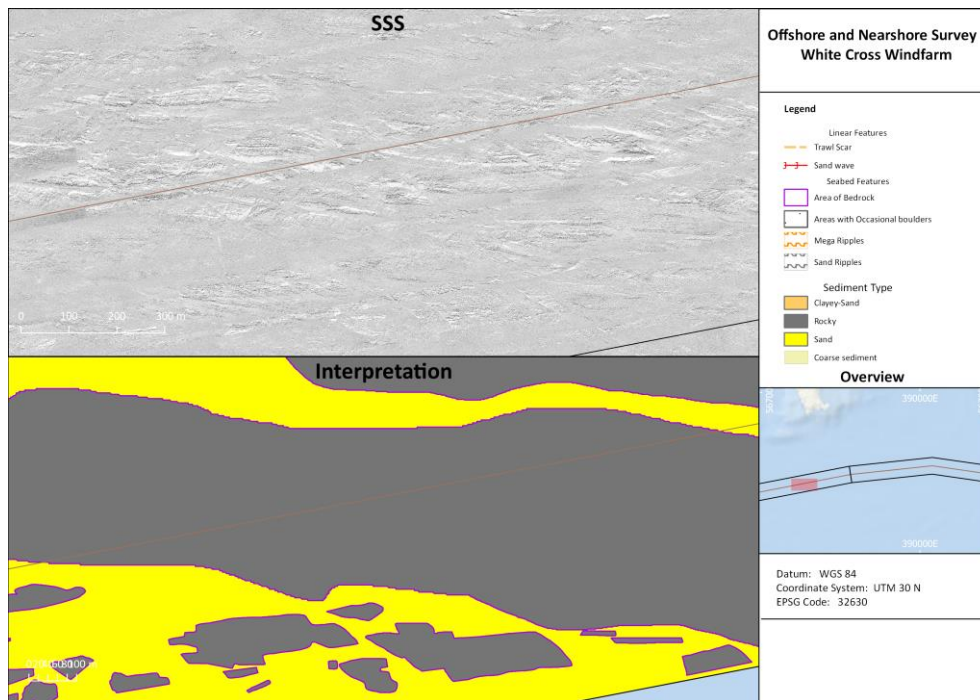 SSS
0 100 200 300 m
Interpretation
100 m
Offshore and Nearshore Survey
White Cross Windfarm
Legend
Linear Features
Trawl Scar
Sand wave
Seabed Features
Area of Bedrock
Areas with Occasional boulders
Mega Ripples
Sand Ripples
Sediment Type
Clayey-Sand
Rocky
Sand
Coarse sediment
Overview
390000E
390000E
Datum: WGS 84
Coordinate System: UTM 30 N
EPSG Code: 32630